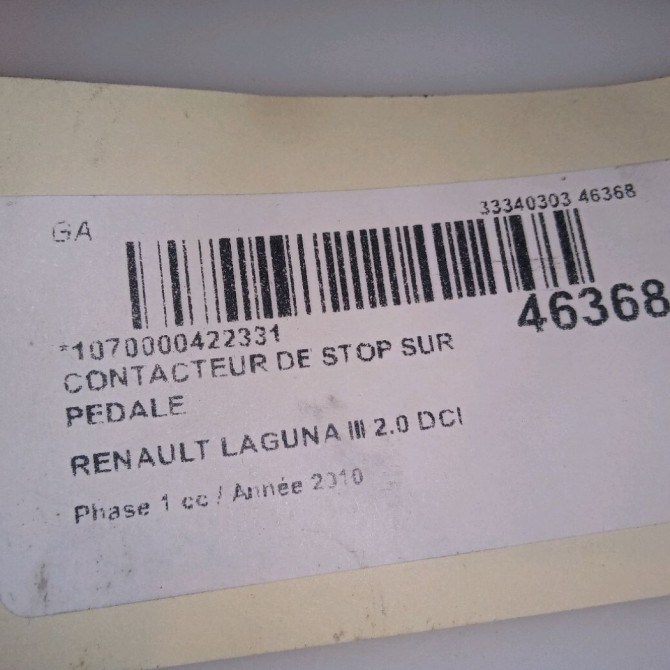 GA
33340303 46368
46368
*1070000422331
CONTACTEUR DE STOP SUR
PEDALE
RENAULT LAGUNA III 2.0 DCI
Phase 1 cc / Année 2010